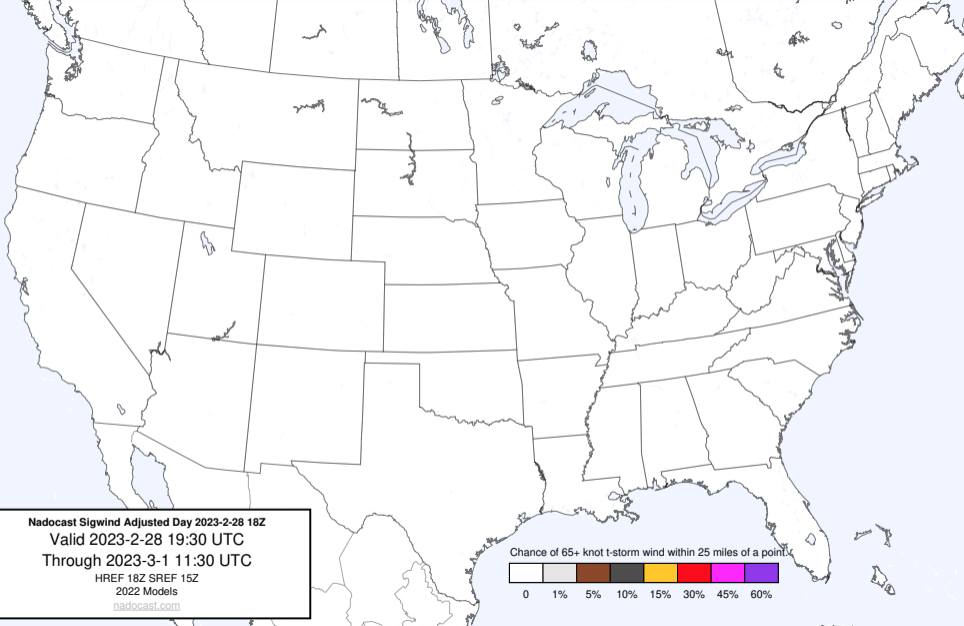 Nadocast Sigwind Adjusted Day 2023-2-28 18Z
Valid 2023-2-28 19:30 UTC
Through 2023-3-1 11:30 UTC
HREF 18Z SREF 15Z
2022 Models
nadocast.com
Chance of 65+ knot t-storm wind within 25 miles of a point.
0 1% 5% 10% 15% 30% 45% 60%